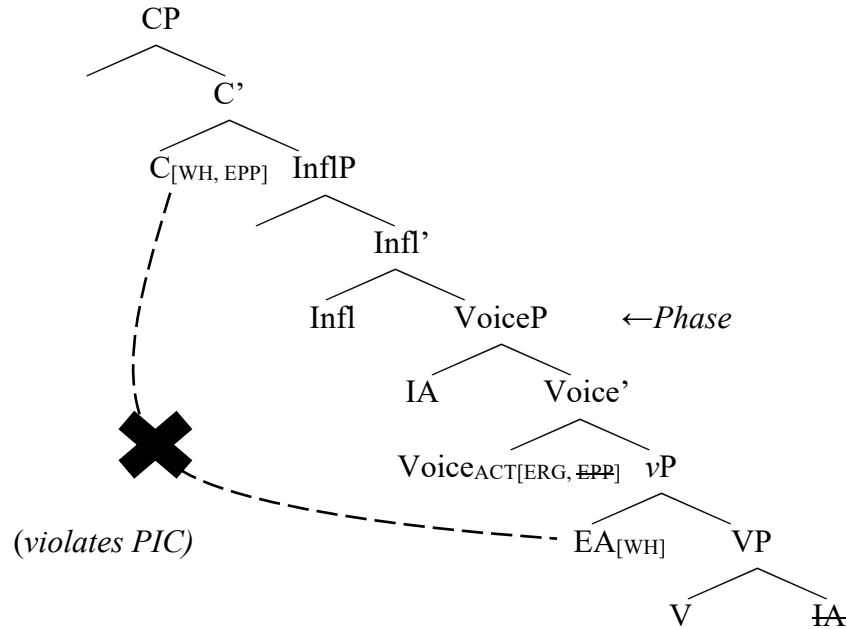 CP
C’
C[WH, EPP] InflP
Infl’
Infl VoiceP ←Phase
IA Voice’
VoiceACT[ERG, EPP] vP
(violates PIC) EA[WH] VP
V IA